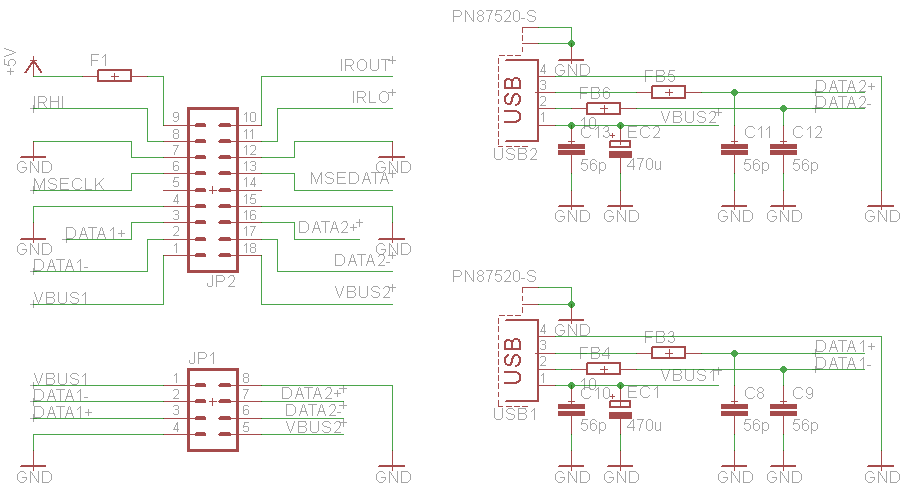 PN87520-S
+5V
F1
IROUT
GND
IRHI
IRLO
4
3
2
1
USB
FB5
FB6
10
DATA2+
DATA2-
VBUS2
USB2
C13
56p
EC2
470u
C11
56p
C12
56p
GND
GND
GND
GND
GND
9
8
7
6
5
4
3
2
1
10
11
12
13
14
15
16
17
18
GND
GND
MSECLK
MSEDATA
DATA1+
DATA2+
GND
GND
DATA1-
DATA2-
JP2
VBUS1
VBUS2
PN87520-S
GND
4
3
2
1
USB
FB3
FB4
10
DATA1+
DATA1-
VBUS1
USB1
C10
56p
EC1
470u
C8
56p
C9
56p
GND
GND
GND
GND
GND
JP1
VBUS1
DATA1-
DATA1+
1
2
3
4
8
7
6
5
DATA2+
DATA2-
VBUS2
GND
GND